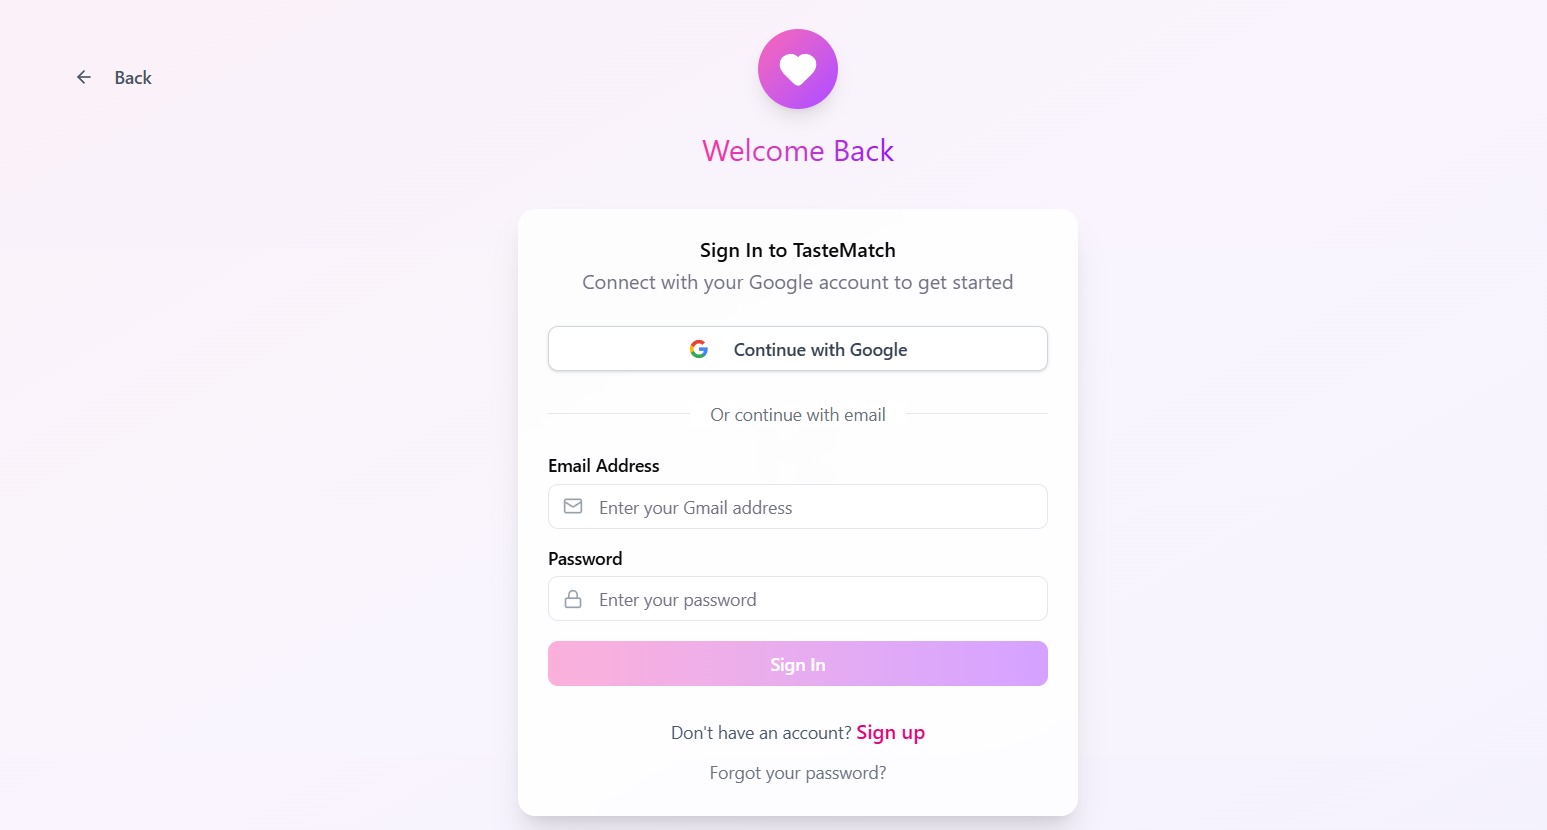 Back
Welcome Back
Sign In to TasteMatch
Connect with your Google account to get started
Continue with Google
Or continue with email
Email Address
Enter your Gmail address
Password
Enter your password
Sign In
Don't have an account? Sign up
Forgot your password?